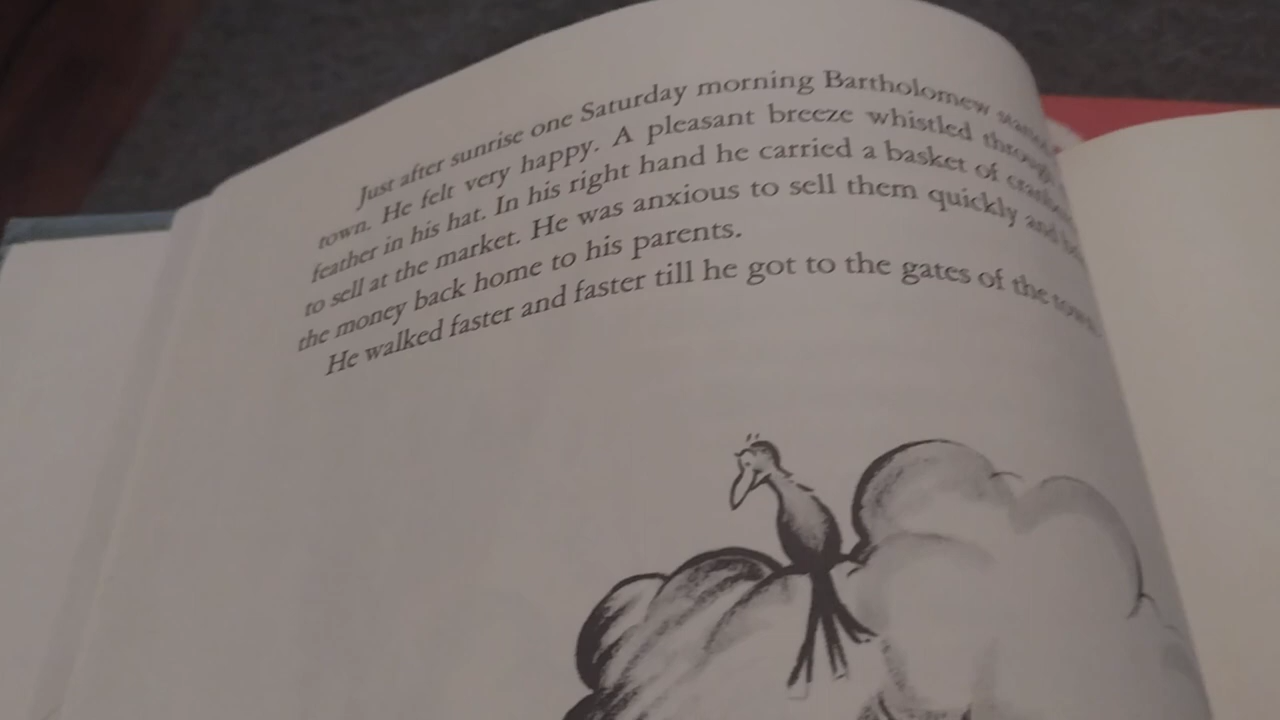 Just after sunrise one Saturday morning Bartholomew
town. He felt very happy. A pleasant breeze whistled through
feather in his hat. In his right hand he carried a basket of
to sell at the market. He was anxious to sell them quickly and
the money back home to his parents.
He walked faster and faster till he got to the gates of the town.